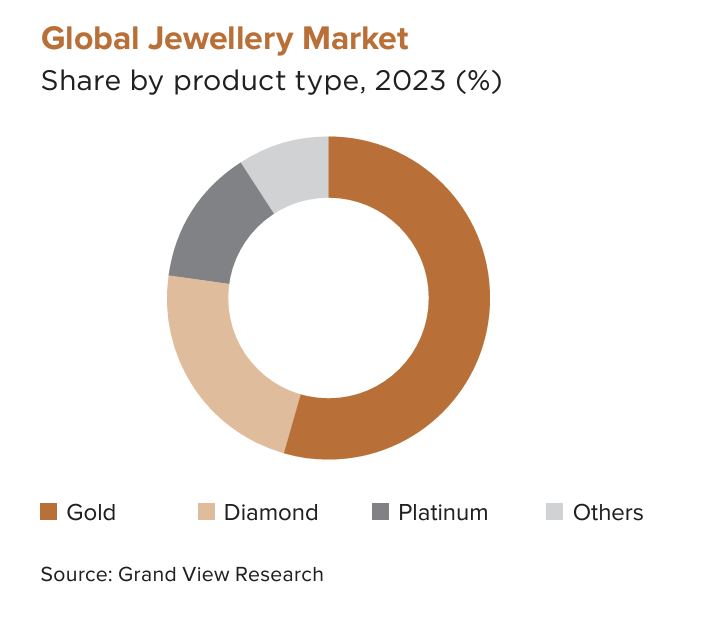 Global Jewellery Market
Share by product type, 2023 (%)
Gold Diamond Platinum Others
Source: Grand View Research